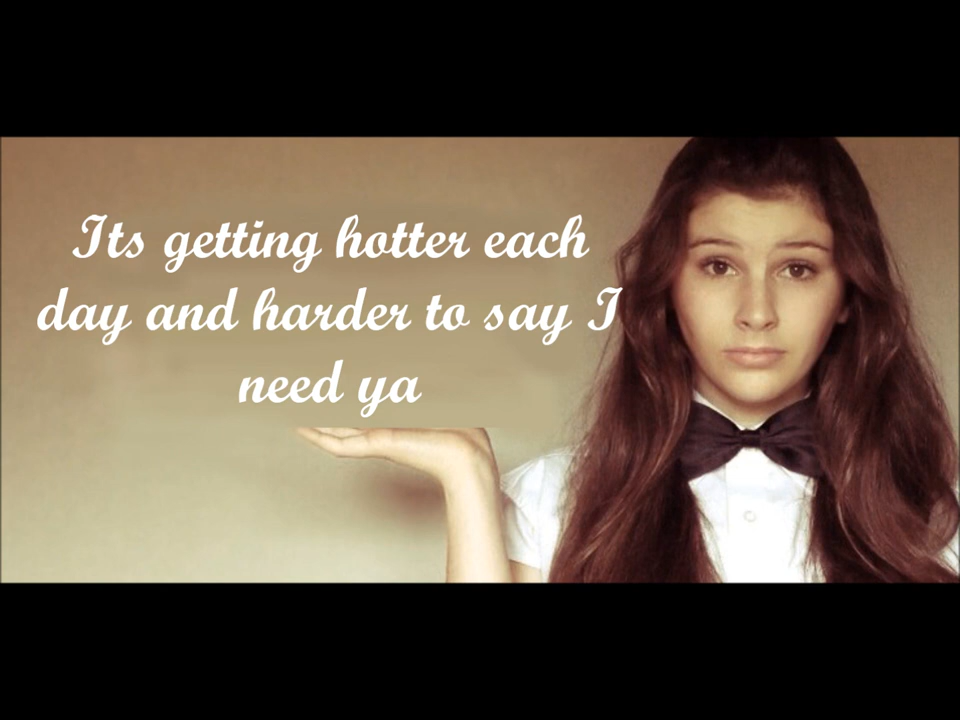 Its getting hotter each
day and harder to say I
need ya